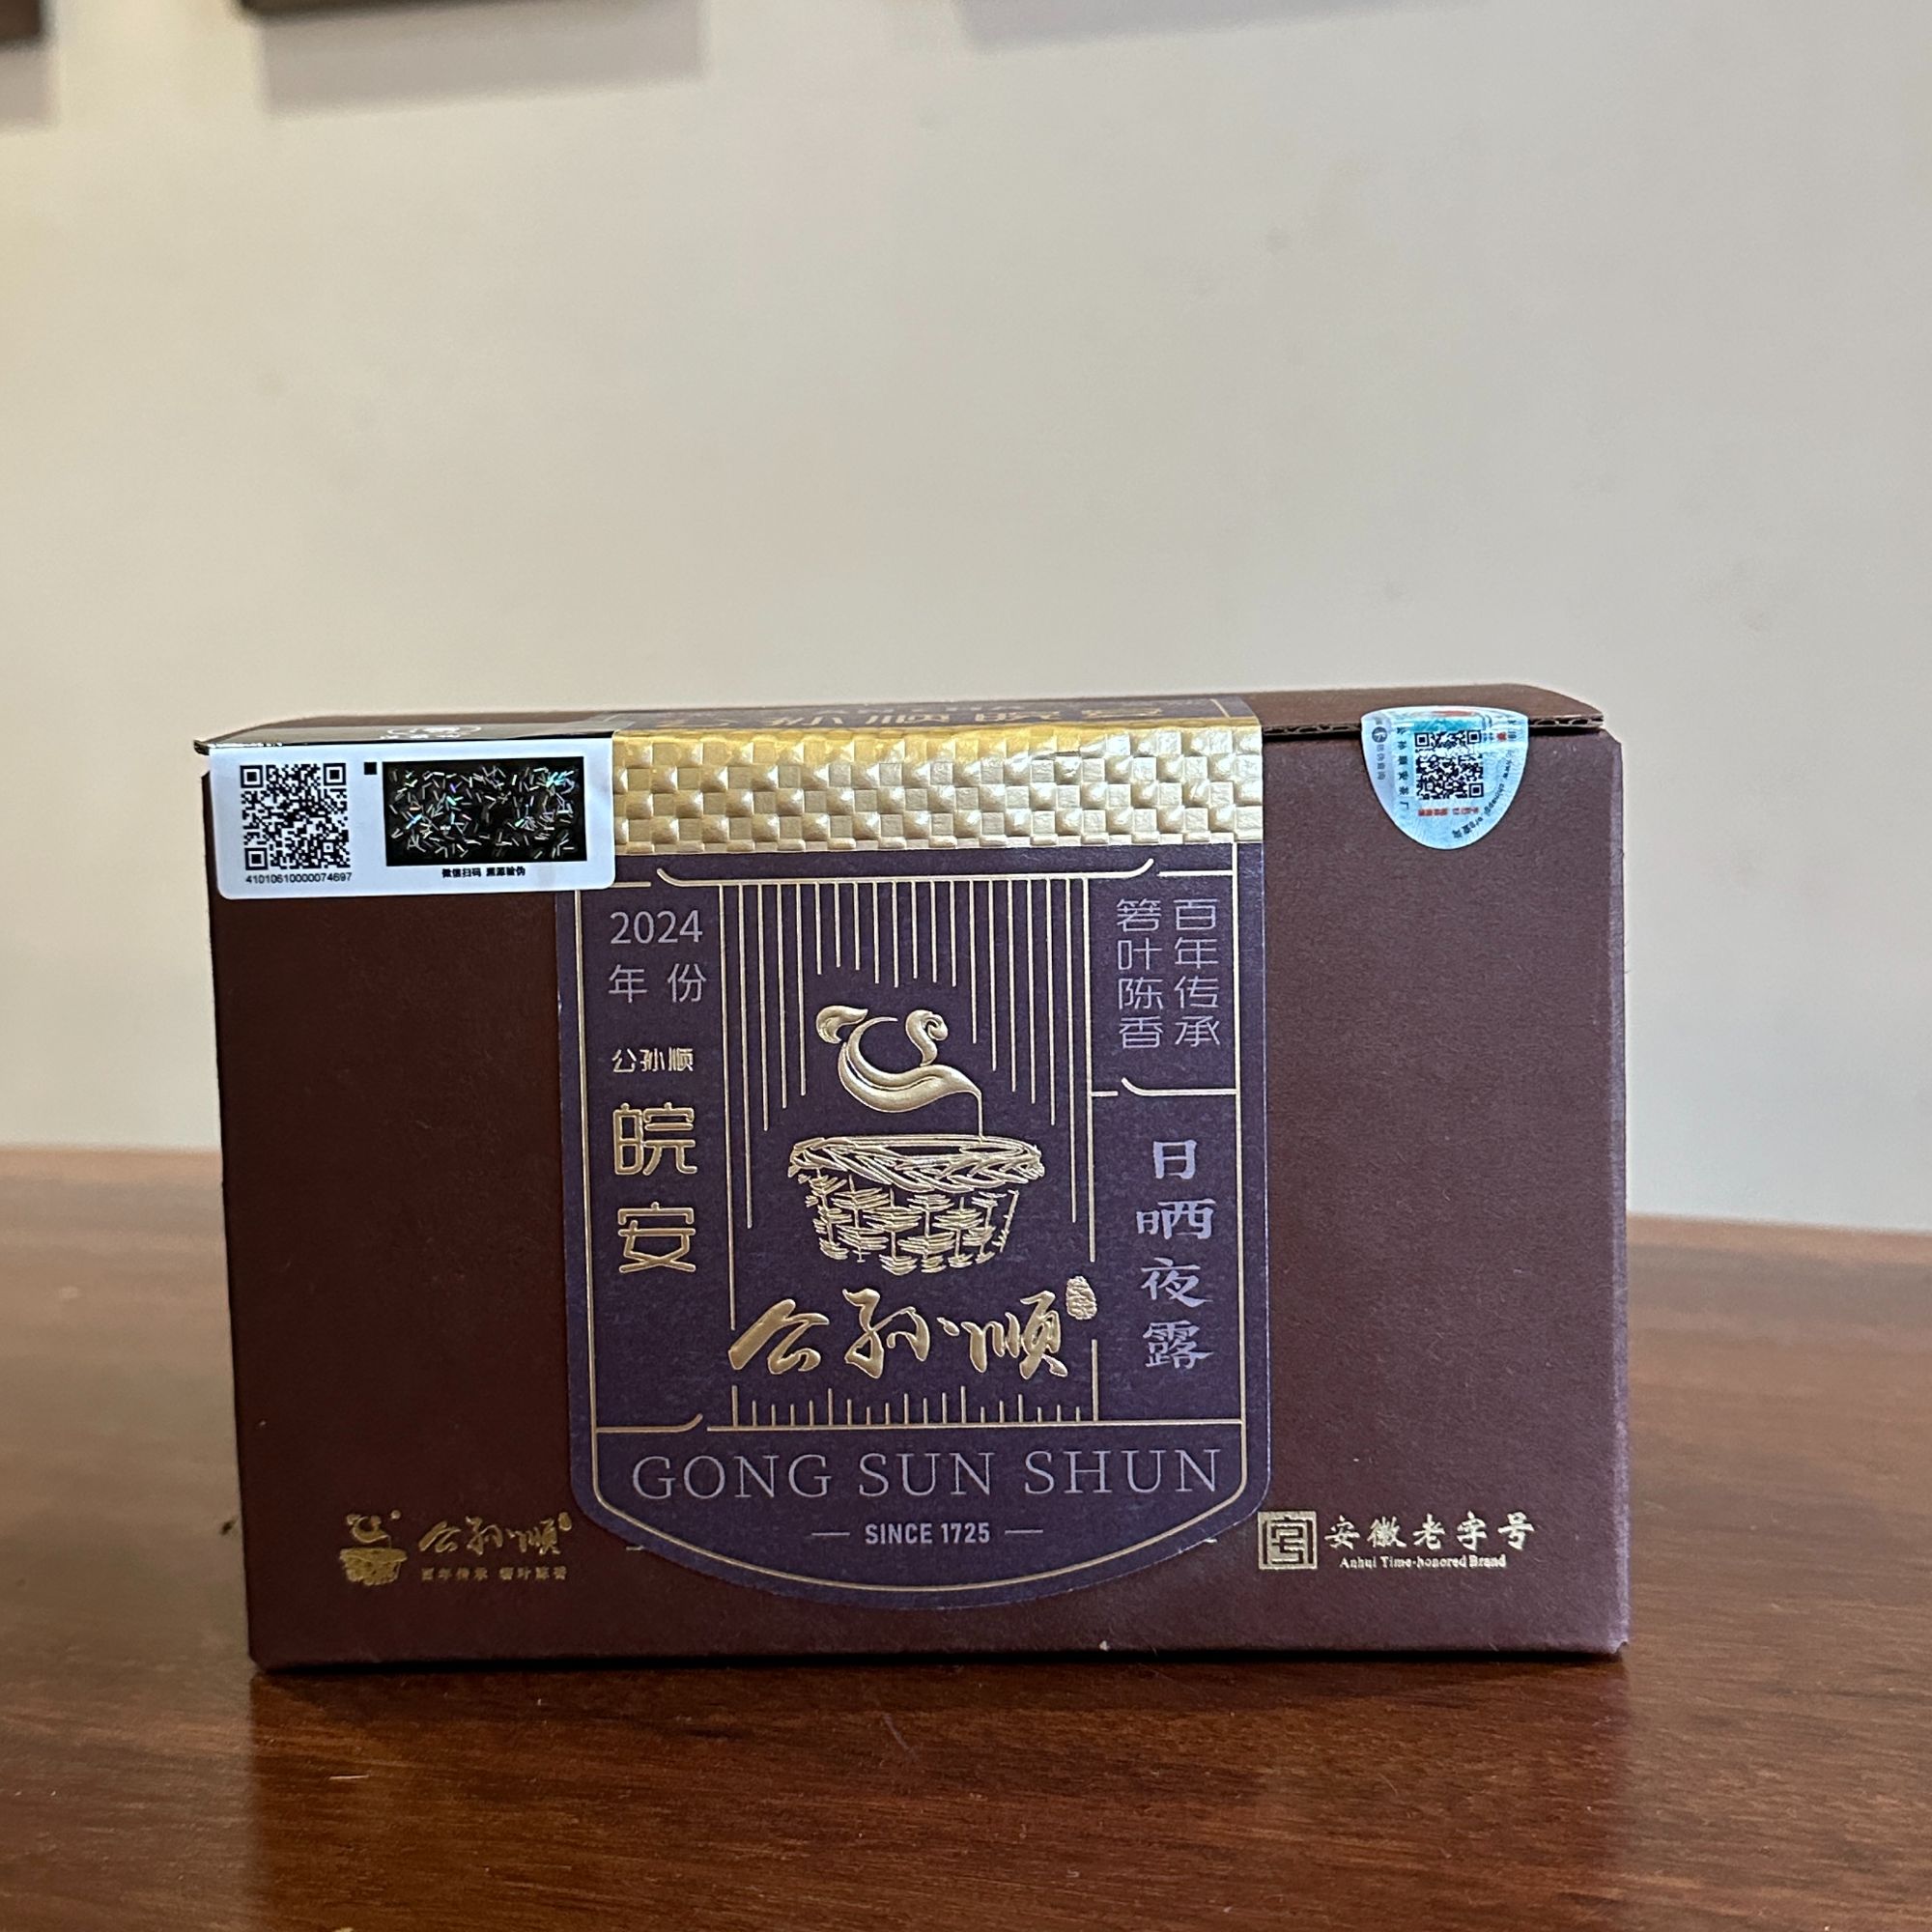 41010610000074697
微信扫码 溯源验伪
2024
年份
公孙顺
皖安
百年传承
箬叶陈香
日晒夜露
公孙顺
GONG SUN SHUN
SINCE 1725
公孙顺
百年传承 箬叶陈香
安徽老字号
Anhui Time-honored Brand